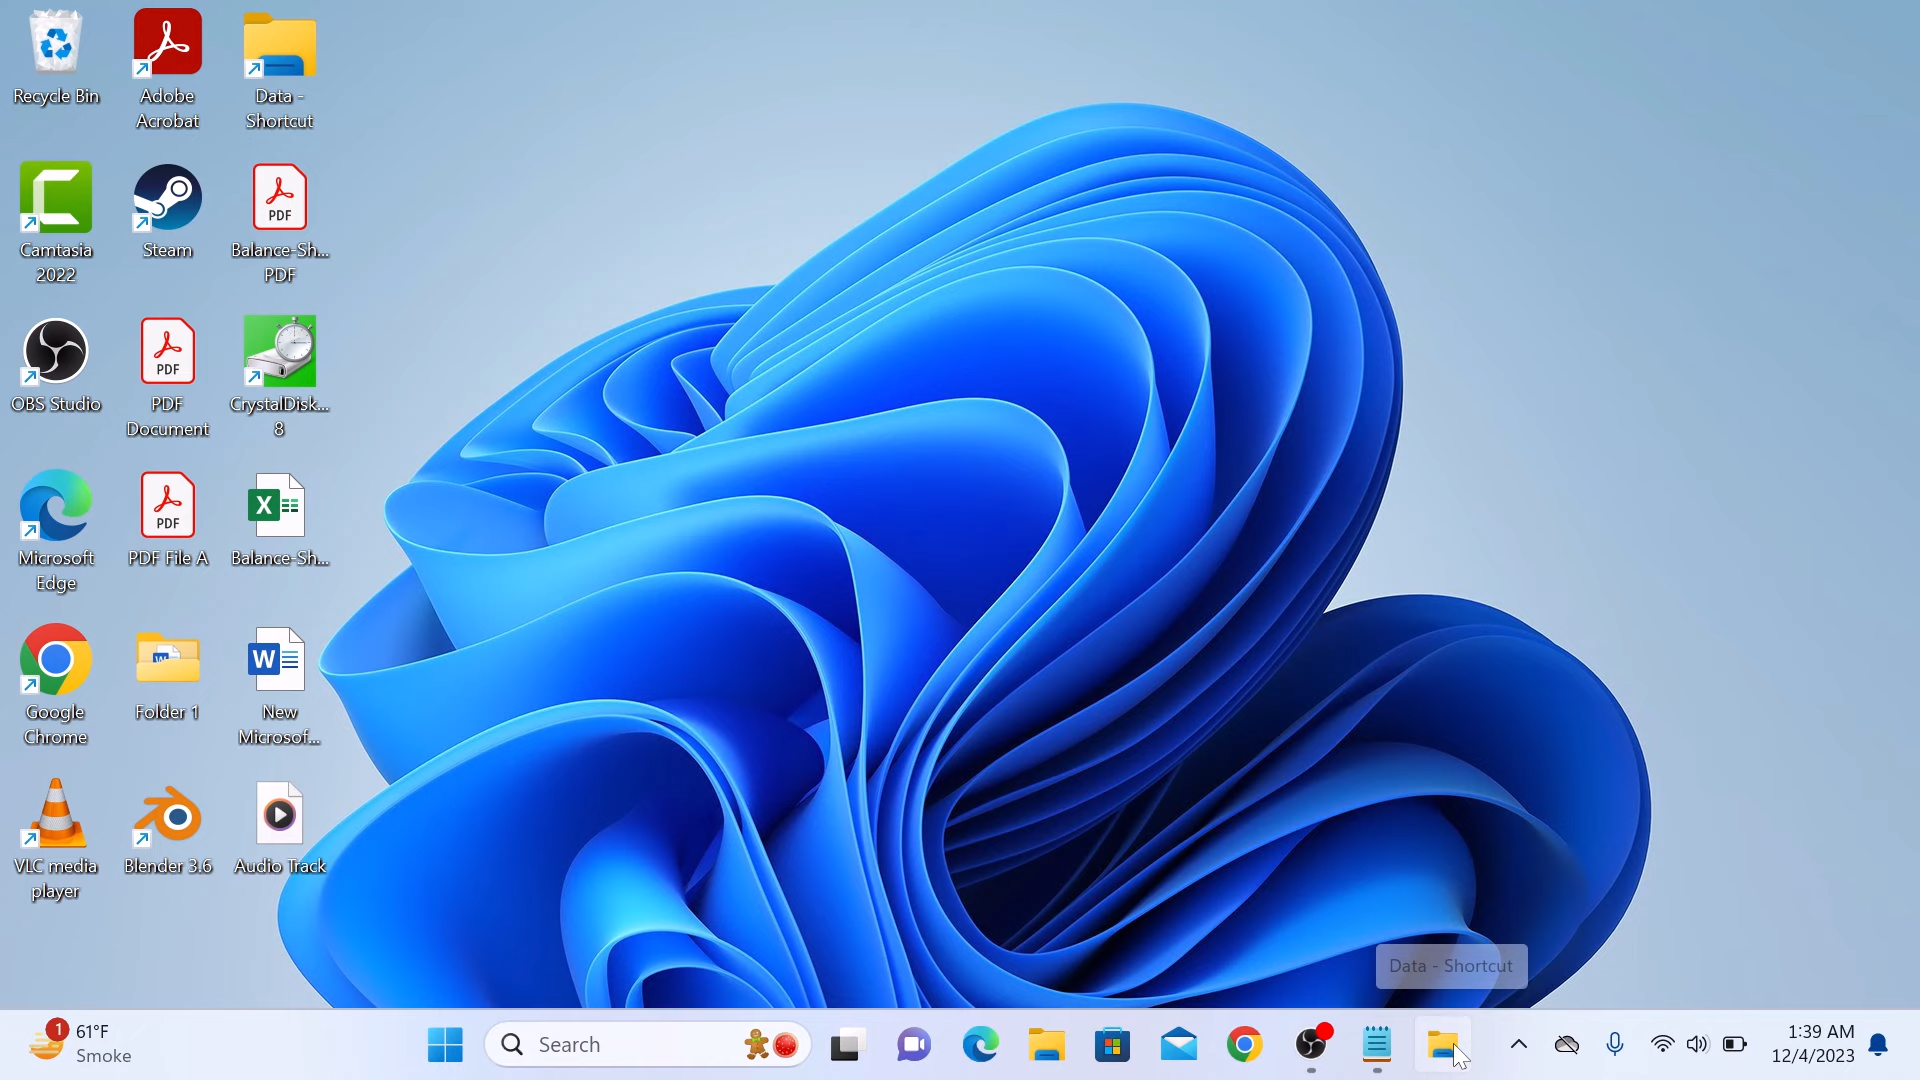 Recycle Bin
Adobe
Acrobat
Data -
Shortcut
Camtasia
2022
Steam
PDF
Balance-Sh...
PDF
OBS Studio
PDF
PDF
Document
CrystalDisk...
8
Microsoft
Edge
PDF
PDF File A
X
Balance-Sh...
Google
Chrome
W
Folder 1
W
New
Microsof...
VLC media
player
Blender 3.6
Audio Track
Data - Shortcut
1
61°F
Smoke
Search
1:39 AM
12/4/2023